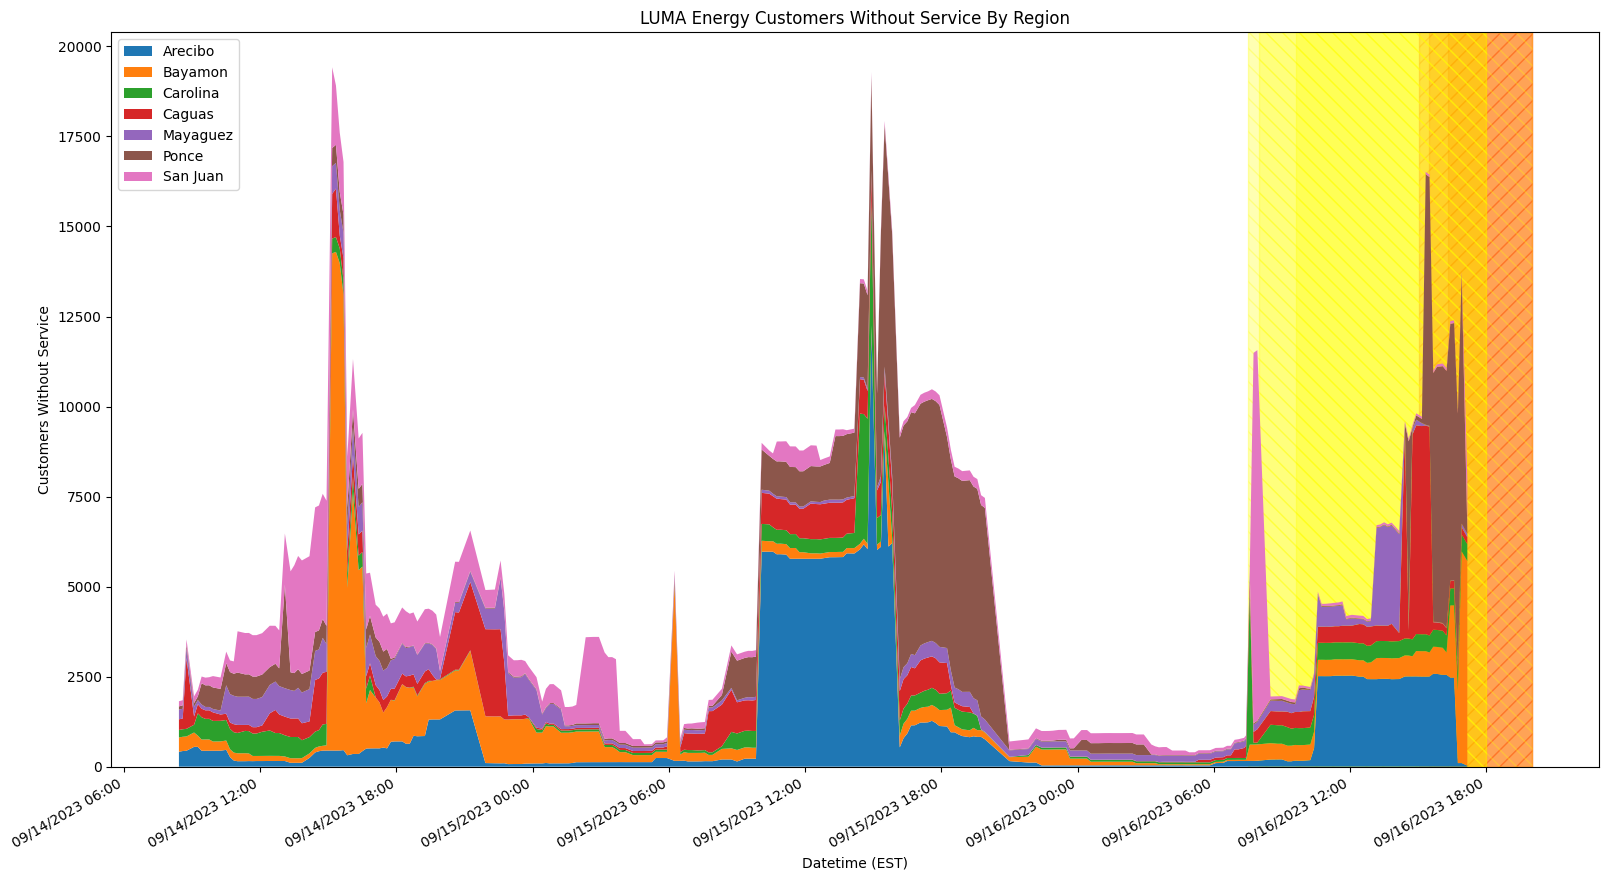 LUMA Energy Customers Without Service By Region
20000
17500
15000
12500
10000
7500
5000
2500
0
Customers Without Service
Arecibo
Bayamon
Carolina
Caguas
Mayaguez
Ponce
San Juan
09/14/2023 06:00
09/14/2023 12:00
09/14/2023 18:00
09/15/2023 00:00
09/15/2023 06:00
09/15/2023 12:00
09/15/2023 18:00
09/16/2023 00:00
09/16/2023 06:00
09/16/2023 12:00
09/16/2023 18:00
Datetime (EST)